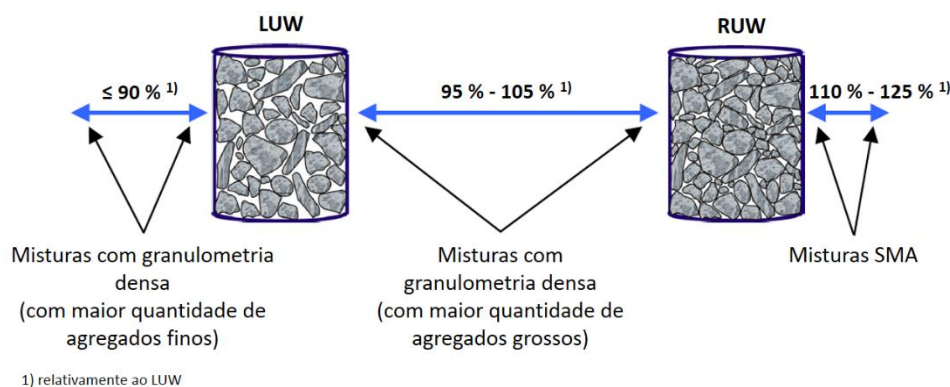 LUW
RUW
≤ 90 % 1)
95 % - 105 % 1)
110 % - 125 % 1)
Misturas com granulometria
densa
(com maior quantidade de
agregados finos)
Misturas com
granulometria densa
(com maior quantidade de
agregados grossos)
Misturas SMA
1) relativamente ao LUW